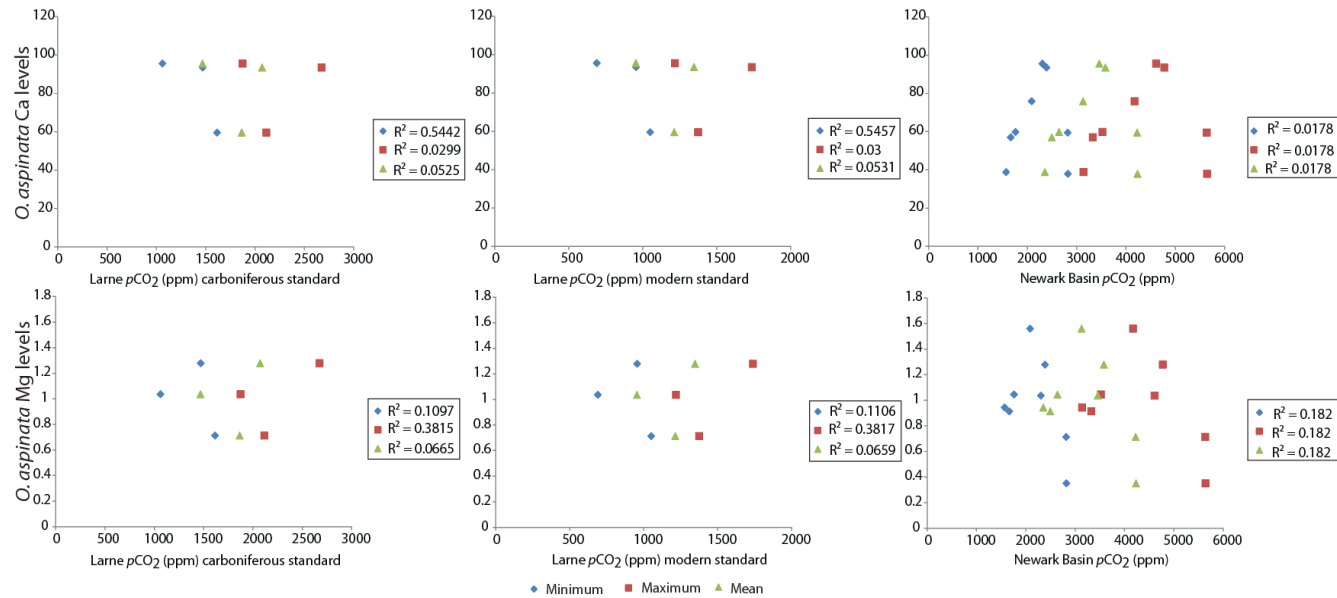 O. aspinata Ca levels
120
100
80
60
40
20
0
0 500 1000 1500 2000 2500 3000
Larne pCO2 (ppm) carboniferous standard
R² = 0.5442
R² = 0.0299
R² = 0.0525
120
100
80
60
40
20
0
0 500 1000 1500 2000
Larne pCO2 (ppm) modern standard
R² = 0.5457
R² = 0.03
R² = 0.0531
120
100
80
60
40
20
0
0 1000 2000 3000 4000 5000 6000
Newark Basin pCO2 (ppm)
R² = 0.0178
R² = 0.0178
R² = 0.0178
O. aspinata Mg levels
1.8
1.6
1.4
1.2
1
0.8
0.6
0.4
0.2
0
0 500 1000 1500 2000 2500 3000
Larne pCO2 (ppm) carboniferous standard
R² = 0.1097
R² = 0.3815
R² = 0.0665
1.8
1.6
1.4
1.2
1
0.8
0.6
0.4
0.2
0
0 500 1000 1500 2000
Larne pCO2 (ppm) modern standard
R² = 0.1106
R² = 0.3817
R² = 0.0659
1.8
1.6
1.4
1.2
1
0.8
0.6
0.4
0.2
0
0 1000 2000 3000 4000 5000 6000
Newark Basin pCO2 (ppm)
R² = 0.182
R² = 0.182
R² = 0.182
Minimum Maximum Mean